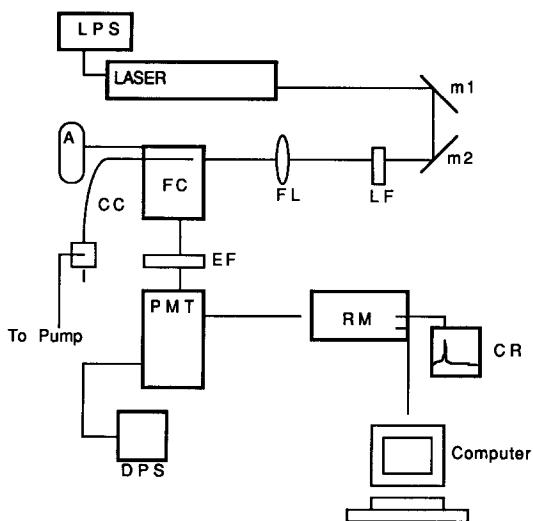 LPS
LASER
m1
A
m2
FC
CC
FL
LF
EF
PMT
To Pump
RM
CR
DPS
Computer